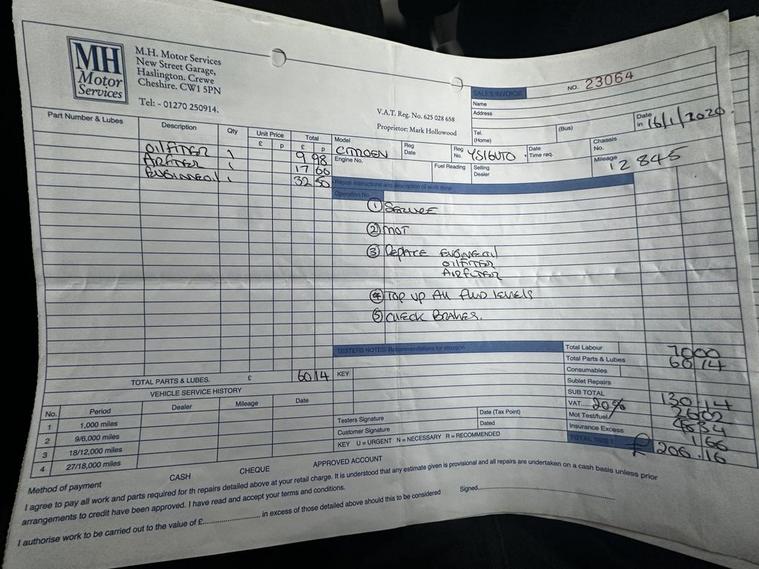 MH
Motor
Services
M.H. Motor Services
New Street Garage,
Haslington. Crewe
Cheshire. CW1 5PN
Tel: - 01270 250914.
V.A.T. Reg. No. 625 028 658
Proprietor: Mark Hollowood
SALES INVOICE
NO. 23064
Name
Address
Tel. (Home)
(Bus)
Date in 16/1/2020
Part Number & Lubes
Description
Qty
Unit Price
£ p
Total
£ p
Model CITROEN
Reg Date
Reg No. YS16UTO
Date Time req.
Chassis No.
Engine No.
Fuel Reading
Selling Dealer
Mileage 12845
OILFITER 1 9 98
AIRFITER 1 17 66
ENGINEOIL 1 32 50
Repair instructions and description of work done
Operation No.
① SERVICE
② MOT
③ REPLACE ENGINEOIL
OILFITER
AIRFILTER
④ TOP UP All FLUID LEVELS
⑤ CHECK BRAKES.
TESTERS NOTES: Recommendations for attention
KEY
TOTAL PARTS & LUBES. £ 60 14
Total Labour 70 00
Total Parts & Lubes 60 14
Consumables
Sublet Repairs
SUB TOTAL 130.14
VAT 20% 26 02
Mot Test/fuel 48 34
Insurance Excess 1.66
TOTAL £ 206.16
VEHICLE SERVICE HISTORY
No. Period Dealer Mileage Date
1 1,000 miles
2 9/6,000 miles
3 18/12,000 miles
4 27/18,000 miles
Testers Signature
Date (Tax Point)
Customer Signature
Dated
KEY U = URGENT N = NECESSARY R = RECOMMENDED
Method of payment CASH CHEQUE APPROVED ACCOUNT
I agree to pay all work and parts required for th repairs detailed above at your retail charge. It is understood that any estimate given is provisional and all repairs are undertaken on a cash basis unless prior
arrangements to credit have been approved. I have read and accept your terms and conditions.
I authorise work to be carried out to the value of £ in excess of those detailed above should this to be considered
Signed